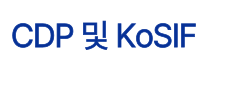 CDP 및 KoSIF